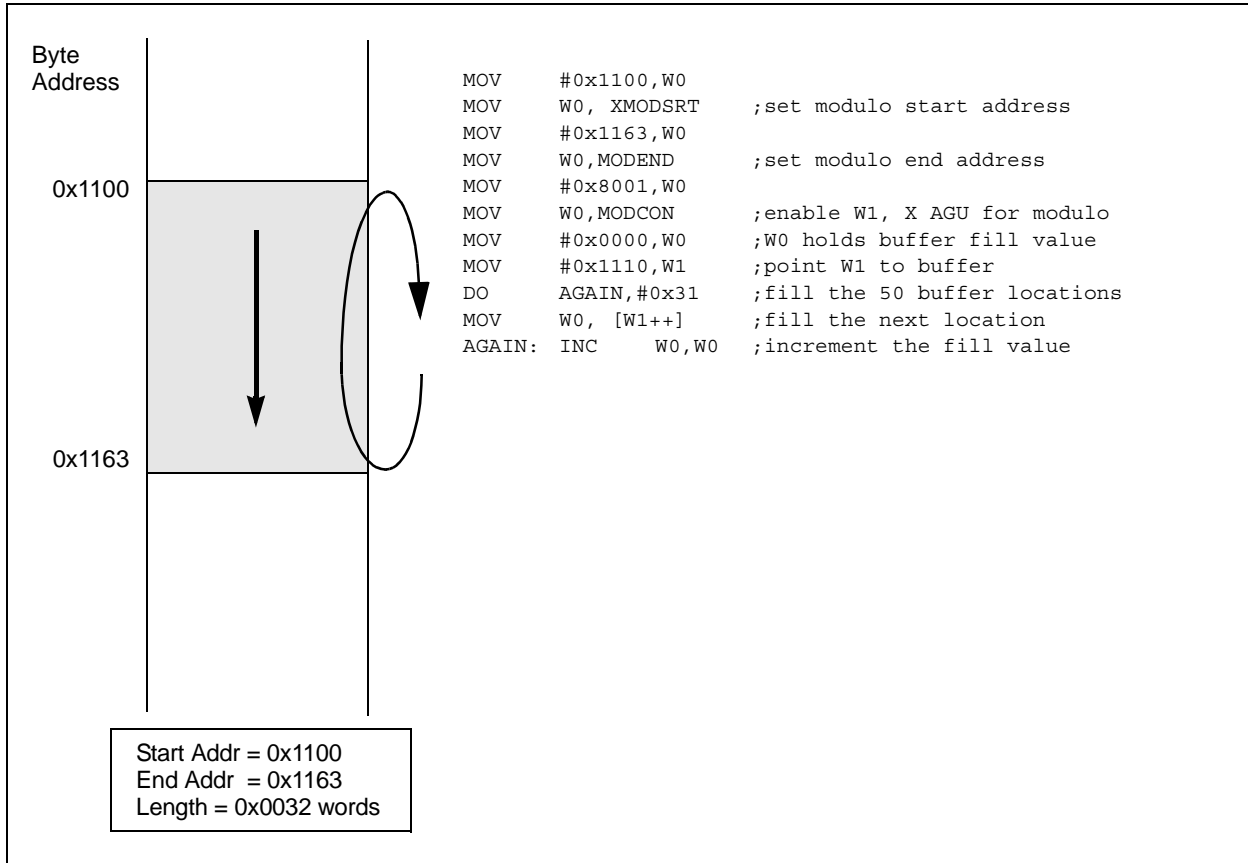 Byte
Address
MOV #0x1100,W0
MOV W0, XMODSRT ;set modulo start address
MOV #0x1163,W0
MOV W0,MODEND ;set modulo end address
0x1100
MOV #0x8001,W0
MOV W0,MODCON ;enable W1, X AGU for modulo
MOV #0x0000,W0 ;W0 holds buffer fill value
MOV #0x1110,W1 ;point W1 to buffer
DO AGAIN,#0x31 ;fill the 50 buffer locations
MOV W0, [W1++] ;fill the next location
AGAIN: INC W0,W0 ;increment the fill value
0x1163
Start Addr = 0x1100
End Addr = 0x1163
Length = 0x0032 words